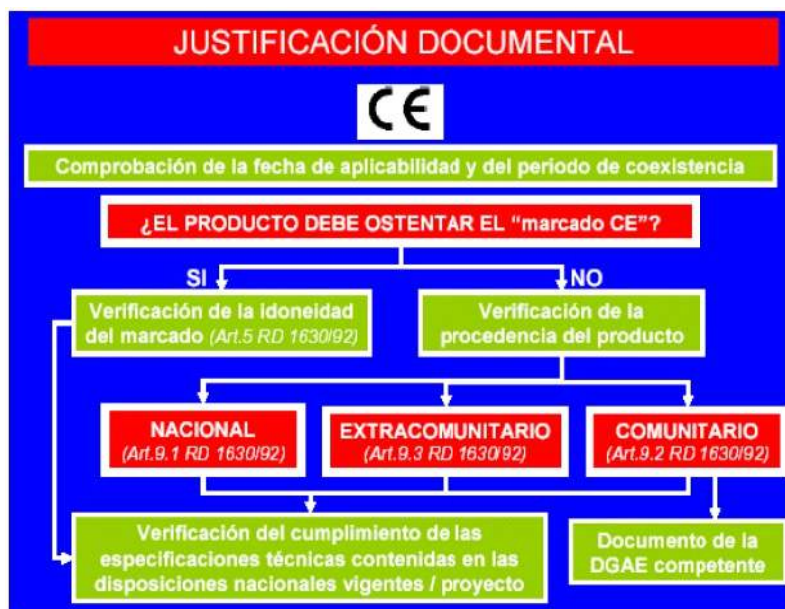 JUSTIFICACIÓN DOCUMENTAL
CE
Comprobación de la fecha de aplicabilidad y del periodo de coexistencia
¿EL PRODUCTO DEBE OSTENTAR EL “marcado CE”?
SI
NO
Verificación de la idoneidad
del marcado (Art.5 RD 1630/92)
Verificación de la
procedencia del producto
NACIONAL
(Art.9.1 RD 1630/92)
EXTRACOMUNITARIO
(Art.9.3 RD 1630/92)
COMUNITARIO
(Art.9.2 RD 1630/92)
Verificación del cumplimiento de las
especificaciones técnicas contenidas en las
disposiciones nacionales vigentes / proyecto
Documento de la
DGAE competente